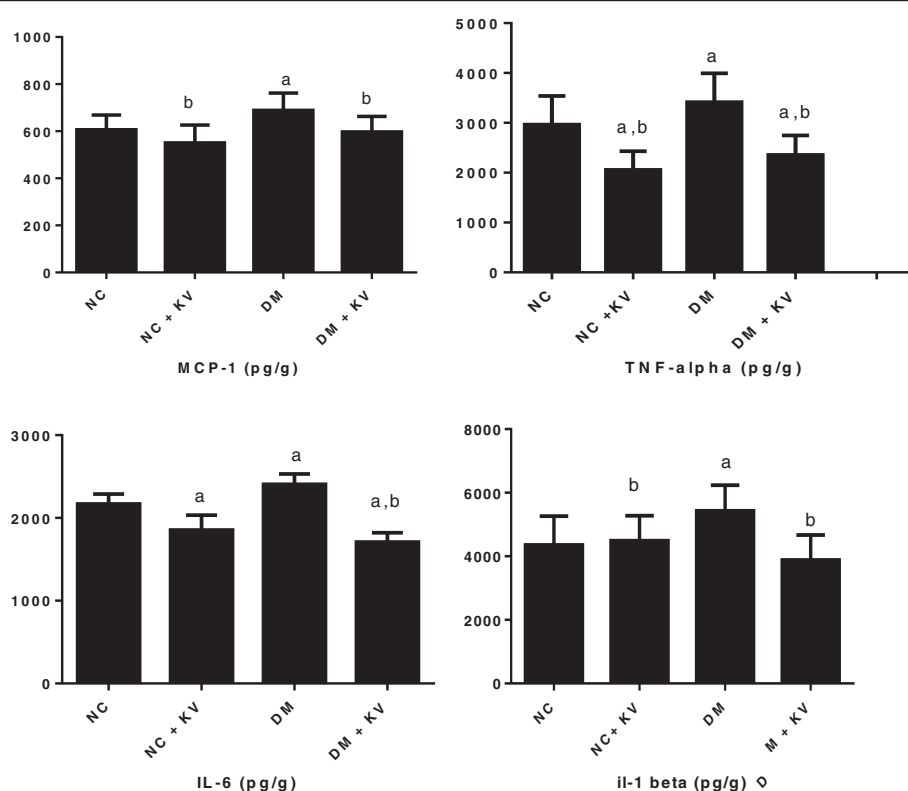 1000
800
600
400
200
0
b
a
b
NC
NC + KV
DM
DM + KV
MCP-1 (pg/g)
5000
4000
3000
2000
1000
0
a,b
a
a,b
NC
NC +KV
DM
DM + KV
TNF-alpha (pg/g)
3000
2000
1000
0
a
a
a,b
NC
NC + KV
DM
DM + KV
IL-6 (pg/g)
8000
6000
4000
2000
0
b
a
b
NC
NC+ KV
DM
M + KV
il-1 beta (pg/g) D